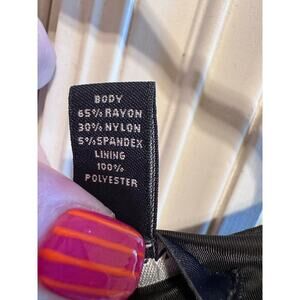 BODY
65% RAYON
30% NYLON
5% SPANDEX
LINING
100%
POLYESTER